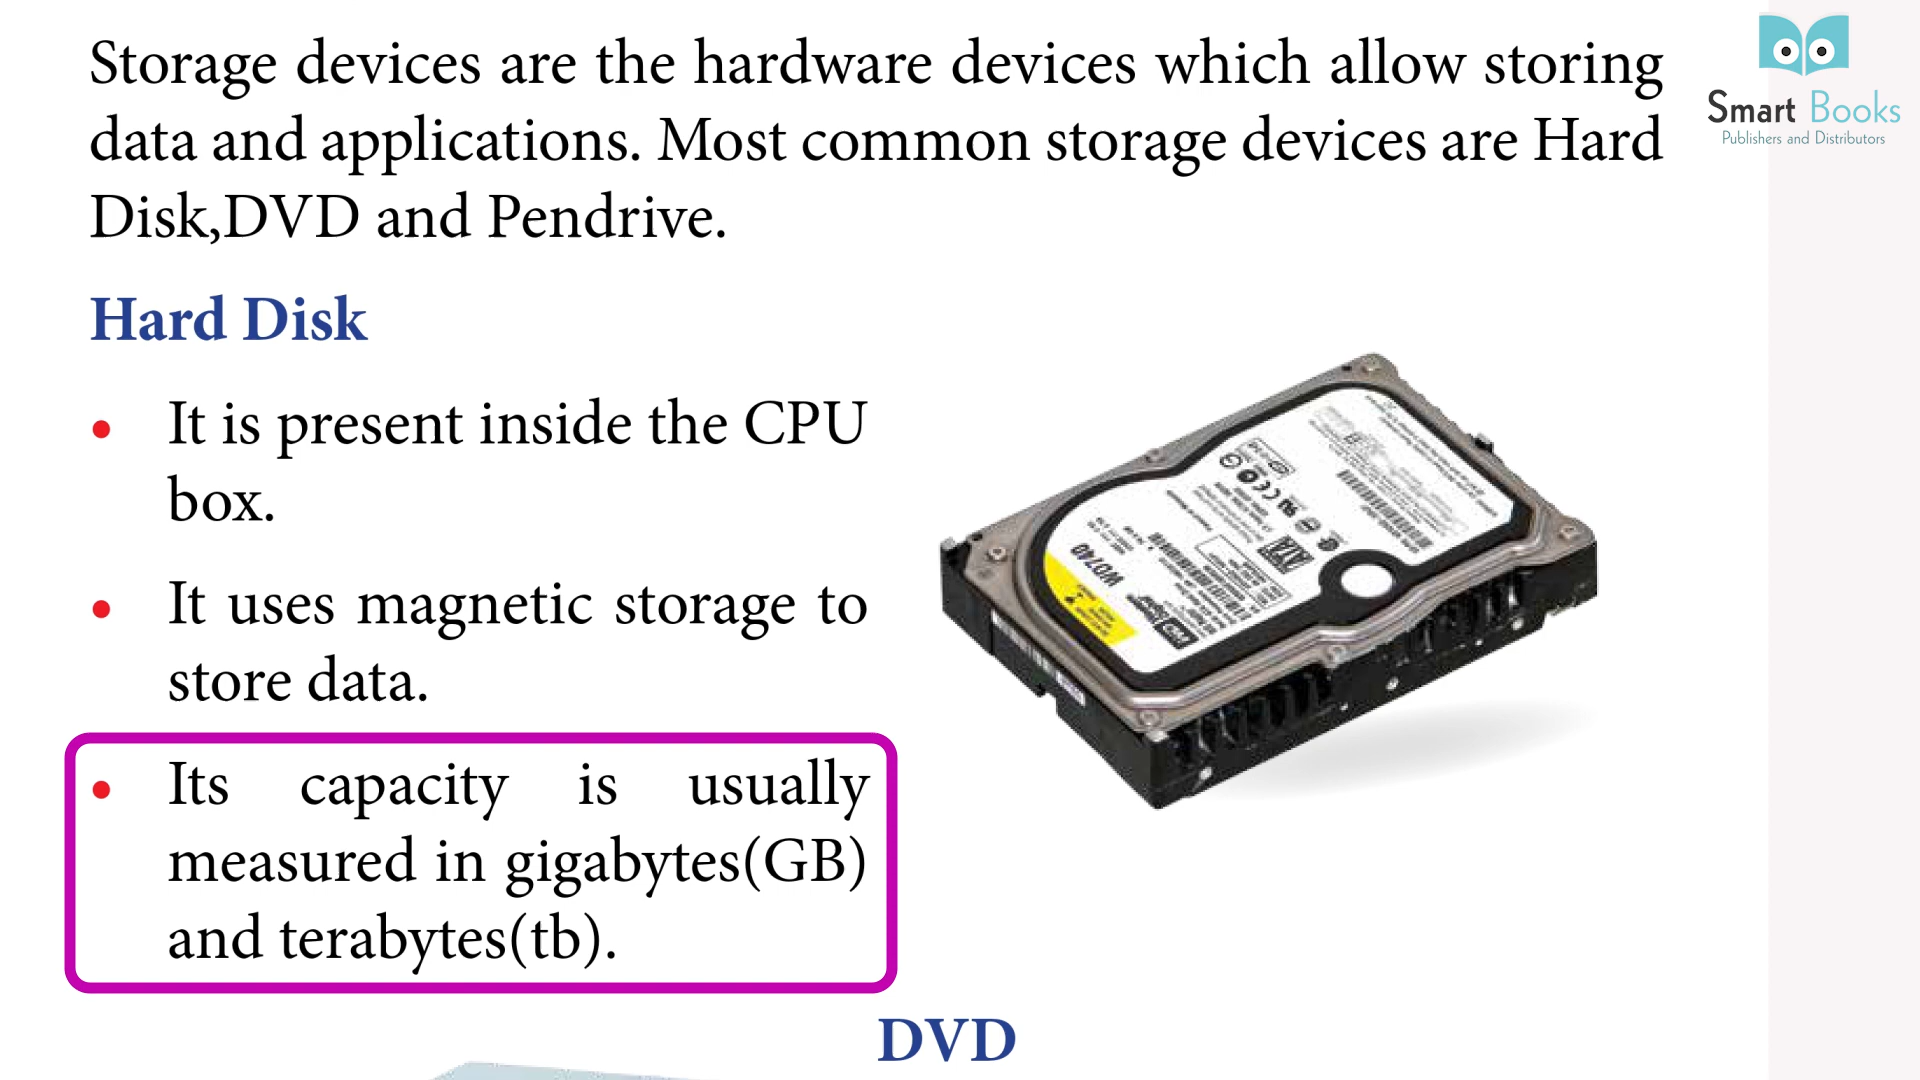 Storage devices are the hardware devices which allow storing
data and applications. Most common storage devices are Hard
Disk,DVD and Pendrive.
Smart Books
Publishers and Distributors
Hard Disk
• It is present inside the CPU
box.
• It uses magnetic storage to
store data.
• Its capacity is usually
measured in gigabytes(GB)
and terabytes(tb).
WD740
SATA
DVD